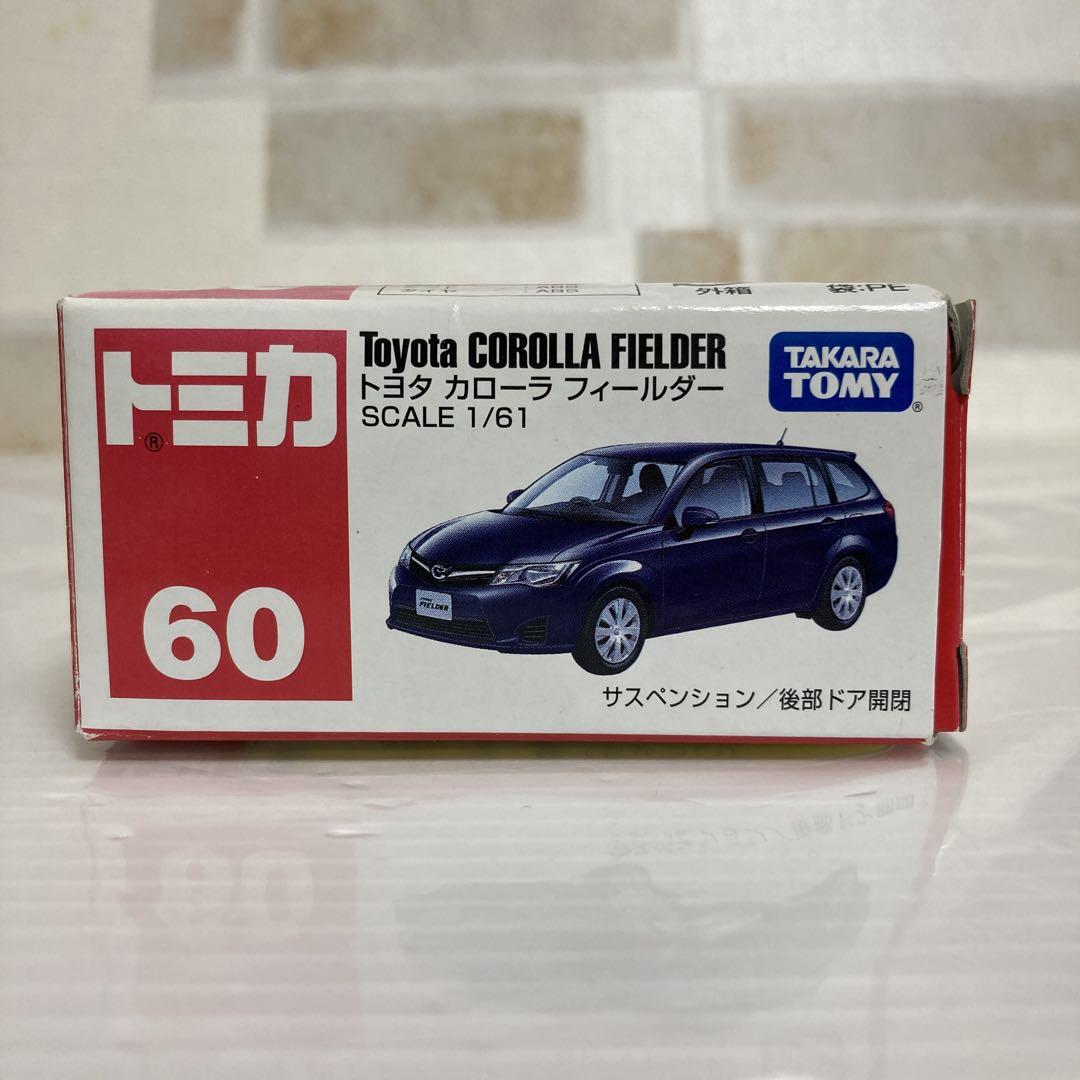 ABS
外箱
袋:PE
トミカ®
Toyota COROLLA FIELDER
トヨタ カローラ フィールダー
SCALE 1/61
TAKARA
TOMY®
60
FIELDER
サスペンション／後部ドア開閉